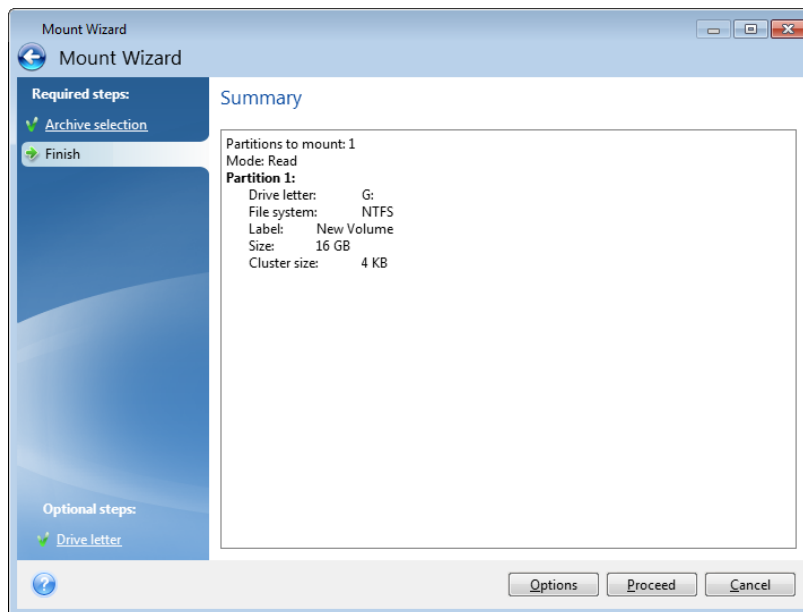 Mount Wizard
Mount Wizard
Required steps:
Archive selection
Finish
Summary
Partitions to mount: 1
Mode: Read
Partition 1:
Drive letter: G:
File system: NTFS
Label: New Volume
Size: 16 GB
Cluster size: 4 KB
Optional steps:
Drive letter
Options Proceed Cancel